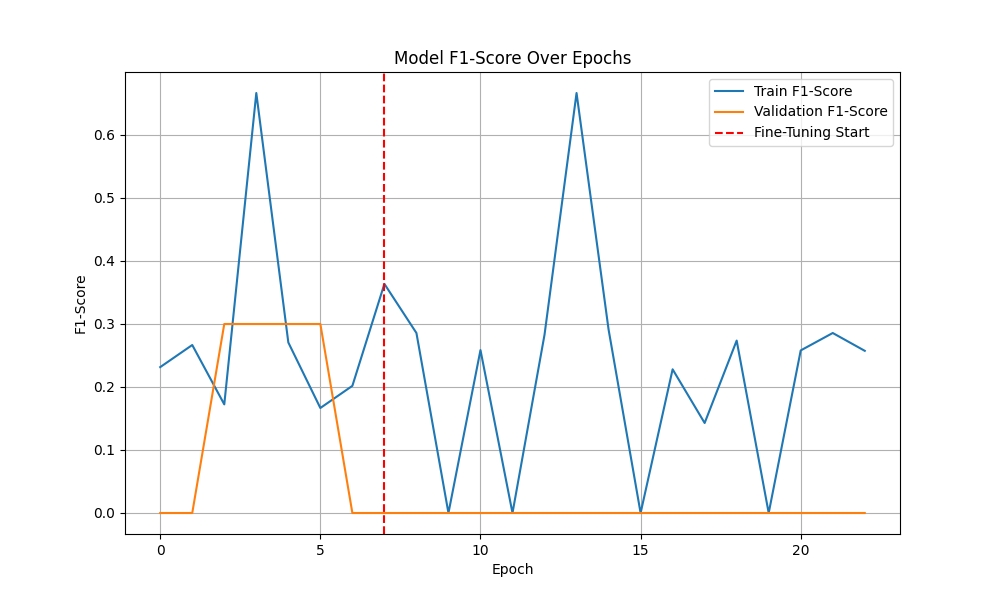 Model F1-Score Over Epochs
Train F1-Score
Validation F1-Score
Fine-Tuning Start
F1-Score
0.6
0.5
0.4
0.3
0.2
0.1
0.0
0 5 10 15 20
Epoch